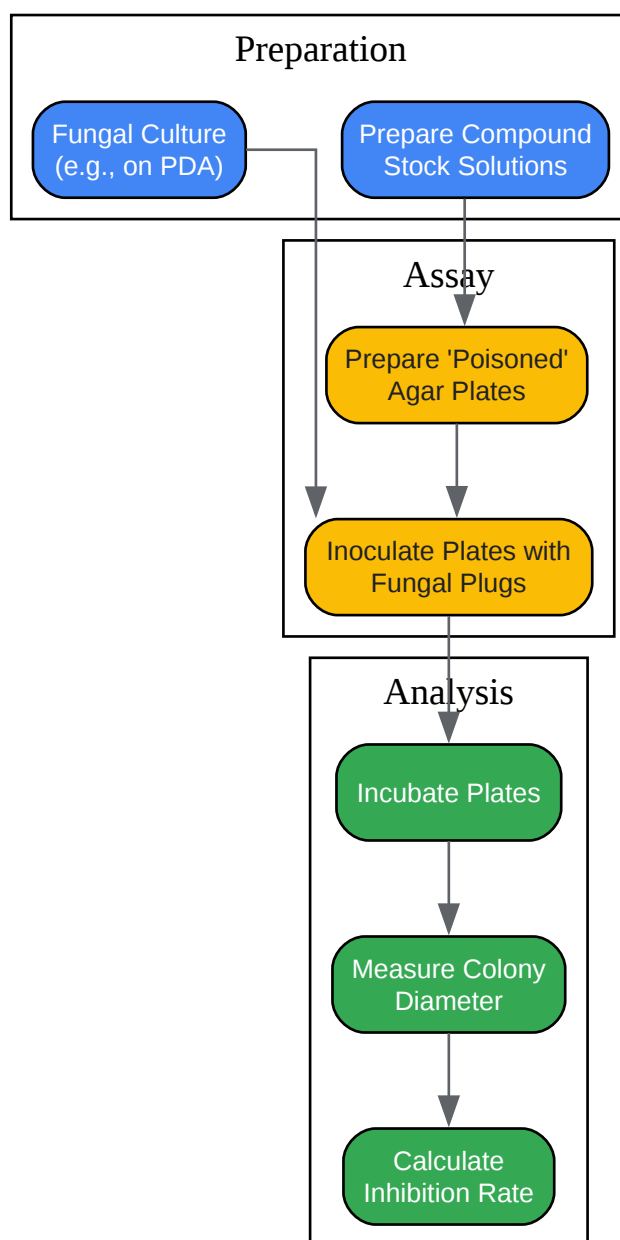 Preparation
Fungal Culture
(e.g., on PDA)
Prepare Compound
Stock Solutions
Assay
Prepare 'Poisoned'
Agar Plates
Inoculate Plates with
Fungal Plugs
Analysis
Incubate Plates
Measure Colony
Diameter
Calculate
Inhibition Rate